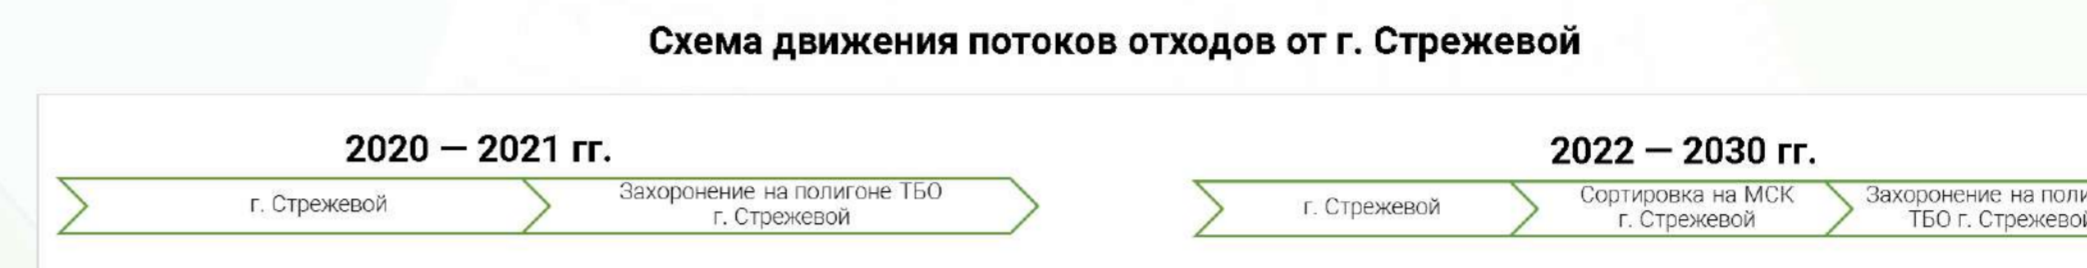 Схема движения потоков отходов от г. Стрежевой
2020 — 2021 гг.
г. Стрежевой
Захоронение на полигоне ТБО
г. Стрежевой
2022 — 2030 гг.
г. Стрежевой
Сортировка на МСК
г. Стрежевой
Захоронение на
ТБО г.